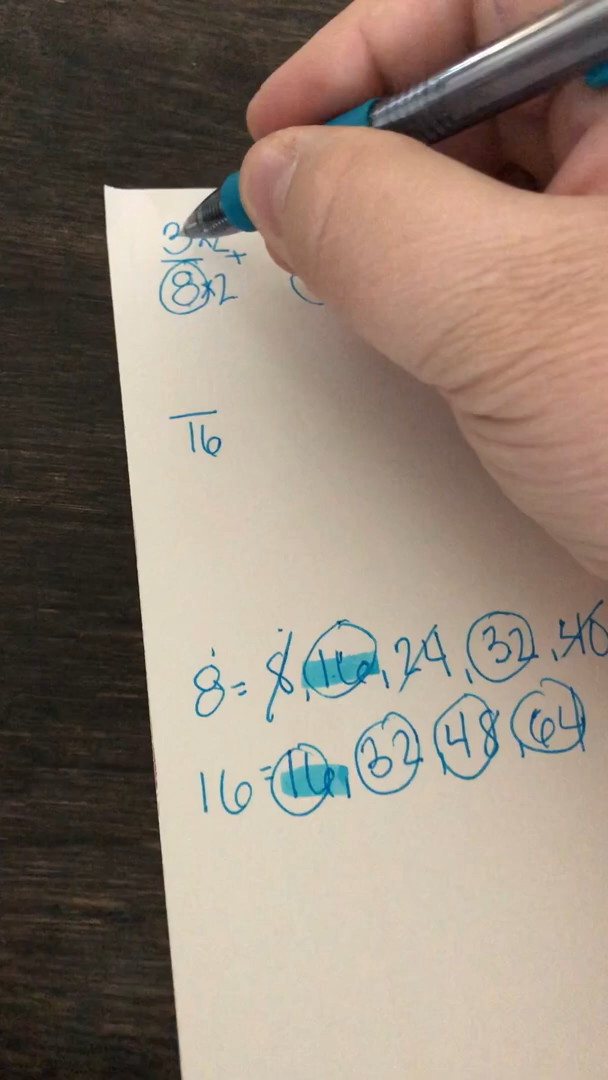 3×2 +
8×2
16
8 = 8, 16, 24, 32, 40
16 = 16, 32, 48, 64